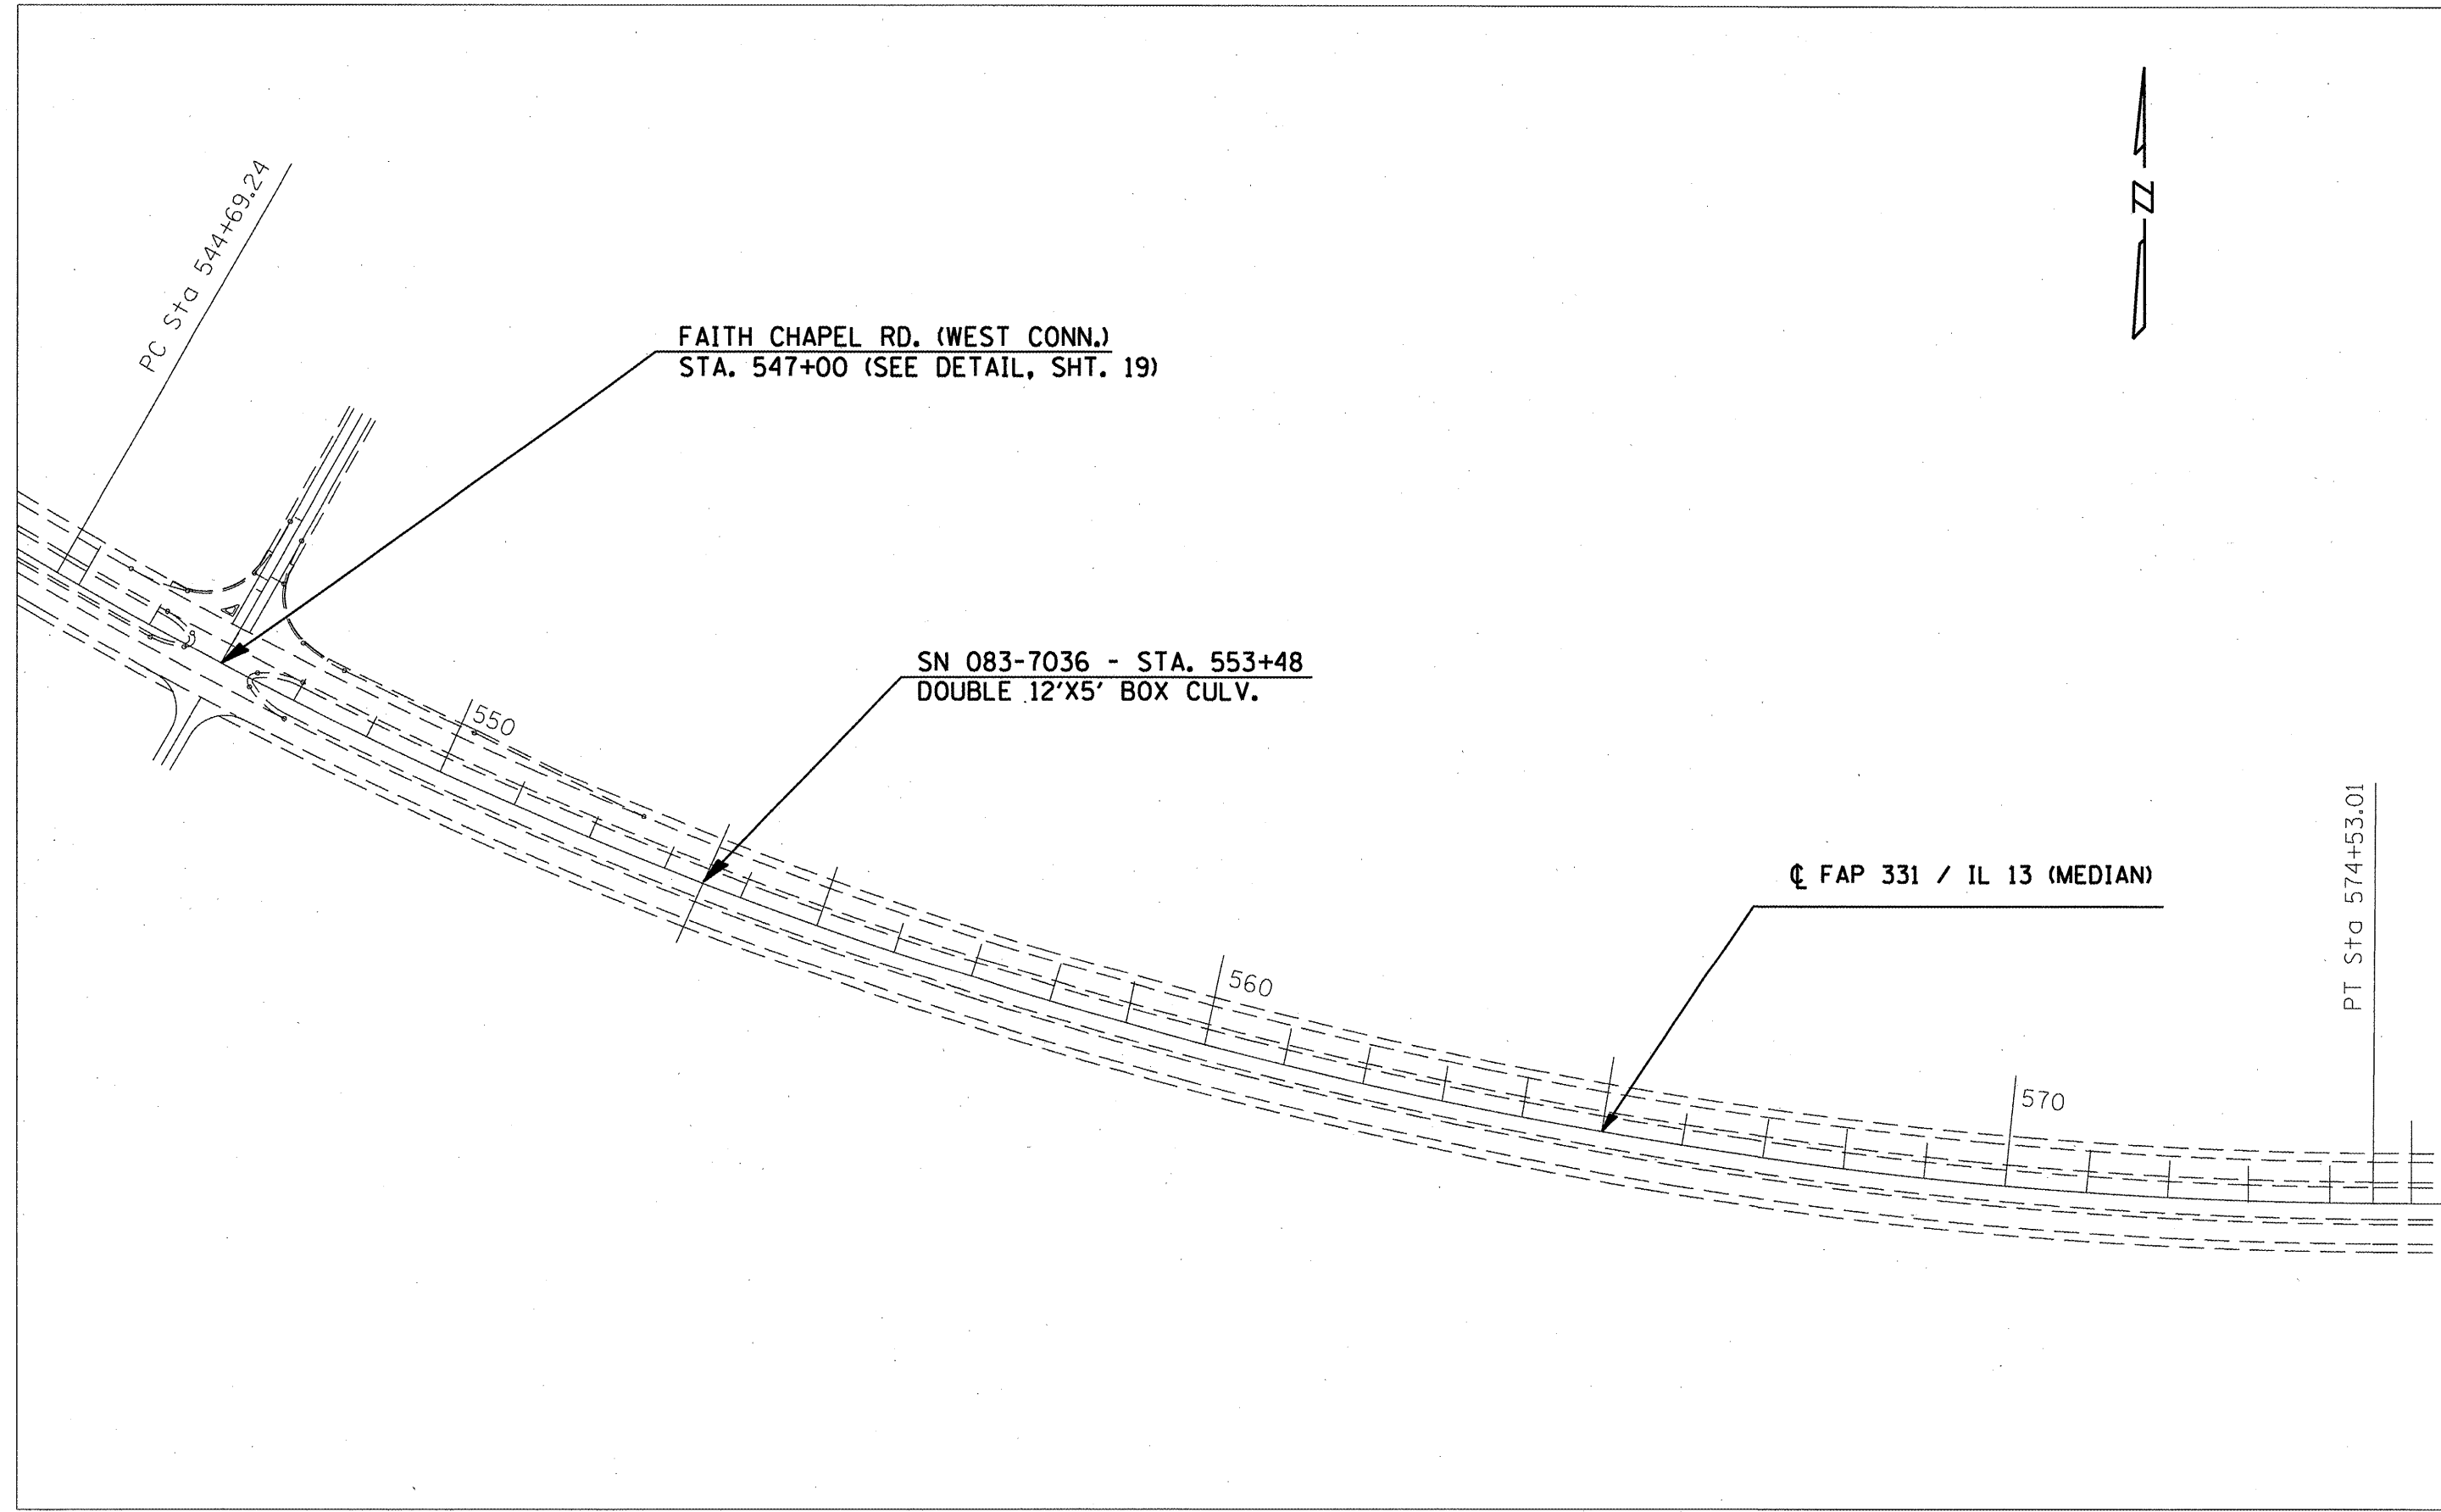 PC Sta 544+69.24
N
FAITH CHAPEL RD. (WEST CONN.)
STA. 547+00 (SEE DETAIL, SHT. 19)
SN 083-7036 - STA. 553+48
DOUBLE 12'X5' BOX CULV.
550
℄ FAP 331 / IL 13 (MEDIAN)
PT Sta 574+53.01
560
570